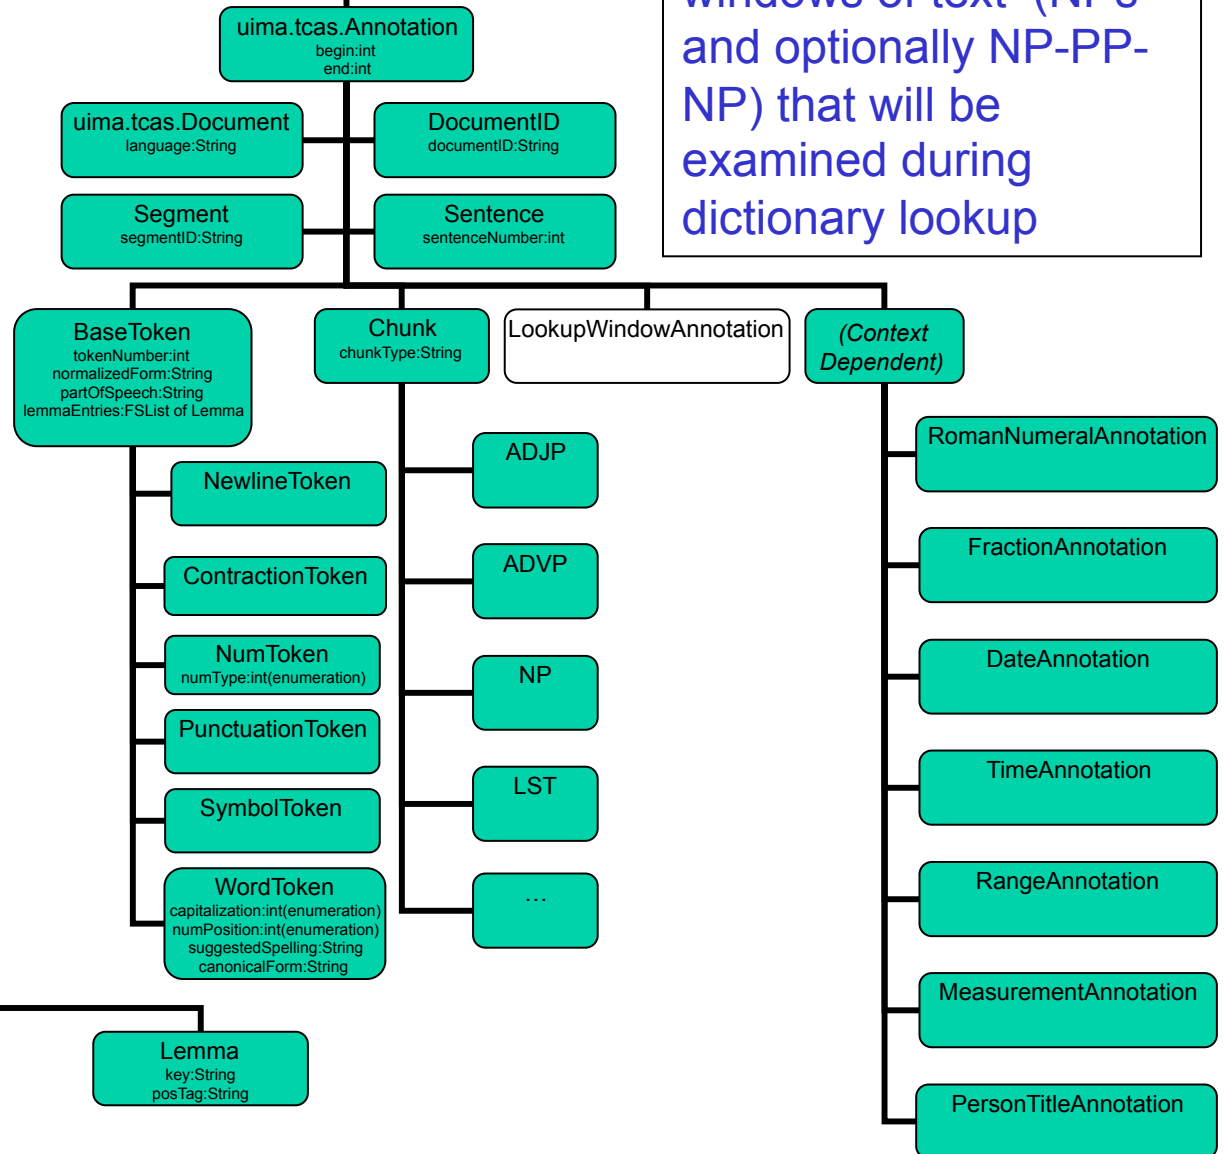 uima.tcas.Annotation
begin:int
end:int
windows of text (NPs
and optionally NP-PP-
NP) that will be
examined during
dictionary lookup
uima.tcas.Document
language:String
DocumentID
documentID:String
Segment
segmentID:String
Sentence
sentenceNumber:int
BaseToken
tokenNumber:int
normalizedForm:String
partOfSpeech:String
lemmaEntries:FSList of Lemma
Chunk
chunkType:String
LookupWindowAnnotation
(Context
Dependent)
NewlineToken
ContractionToken
NumToken
numType:int(enumeration)
PunctuationToken
SymbolToken
WordToken
capitalization:int(enumeration)
numPosition:int(enumeration)
suggestedSpelling:String
canonicalForm:String
ADJP
ADVP
NP
LST
…
RomanNumeralAnnotation
FractionAnnotation
DateAnnotation
TimeAnnotation
RangeAnnotation
MeasurementAnnotation
PersonTitleAnnotation
Lemma
key:String
posTag:String